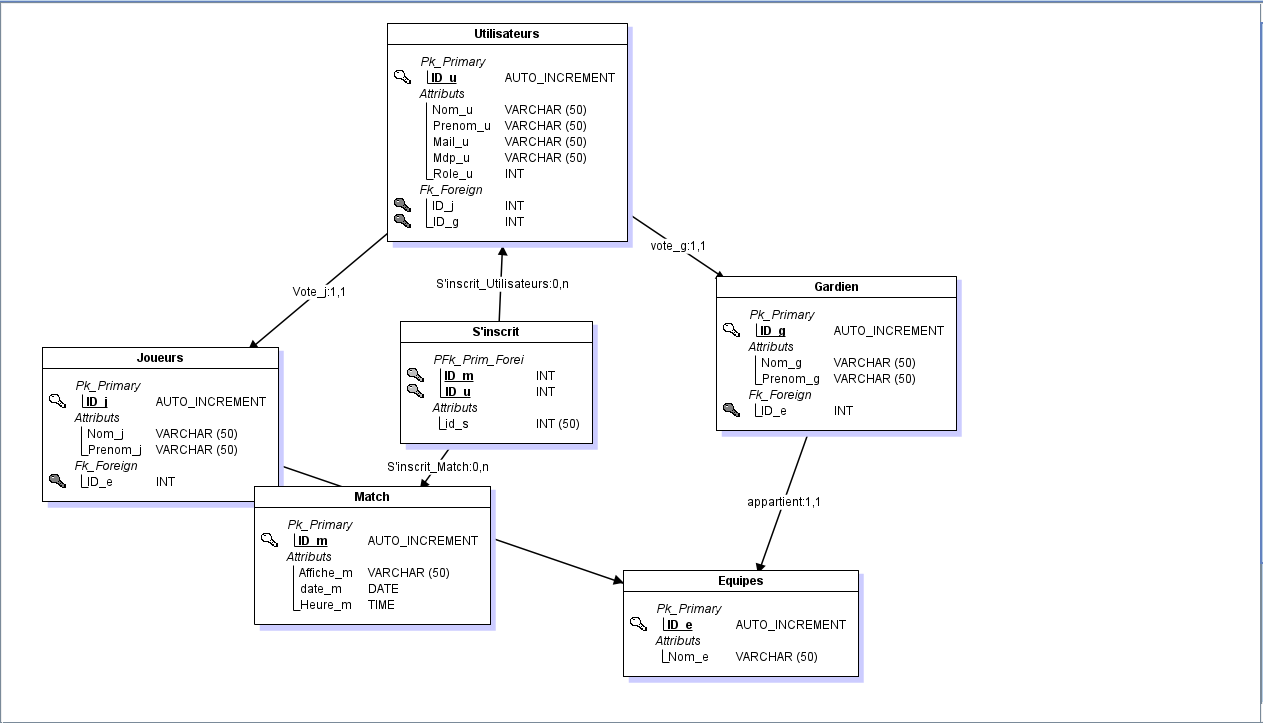 Utilisateurs
Pk_Primary
ID_u AUTO_INCREMENT
Attributs
Nom_u VARCHAR (50)
Prenom_u VARCHAR (50)
Mail_u VARCHAR (50)
Mdp_u VARCHAR (50)
Role_u INT
Fk_Foreign
ID_j INT
ID_g INT
vote_g:1,1
Vote_j:1,1
S'inscrit_Utilisateurs:0,n
Gardien
Pk_Primary
ID_g AUTO_INCREMENT
Attributs
Nom_g VARCHAR (50)
Prenom_g VARCHAR (50)
Fk_Foreign
ID_e INT
S'inscrit
PFk_Prim_Forei
ID_m INT
ID_u INT
Attributs
id_s INT (50)
Joueurs
Pk_Primary
ID_j AUTO_INCREMENT
Attributs
Nom_j VARCHAR (50)
Prenom_j VARCHAR (50)
Fk_Foreign
ID_e INT
S'inscrit_Match:0,n
appartient:1,1
Match
Pk_Primary
ID_m AUTO_INCREMENT
Attributs
Affiche_m VARCHAR (50)
date_m DATE
Heure_m TIME
Equipes
Pk_Primary
ID_e AUTO_INCREMENT
Attributs
Nom_e VARCHAR (50)